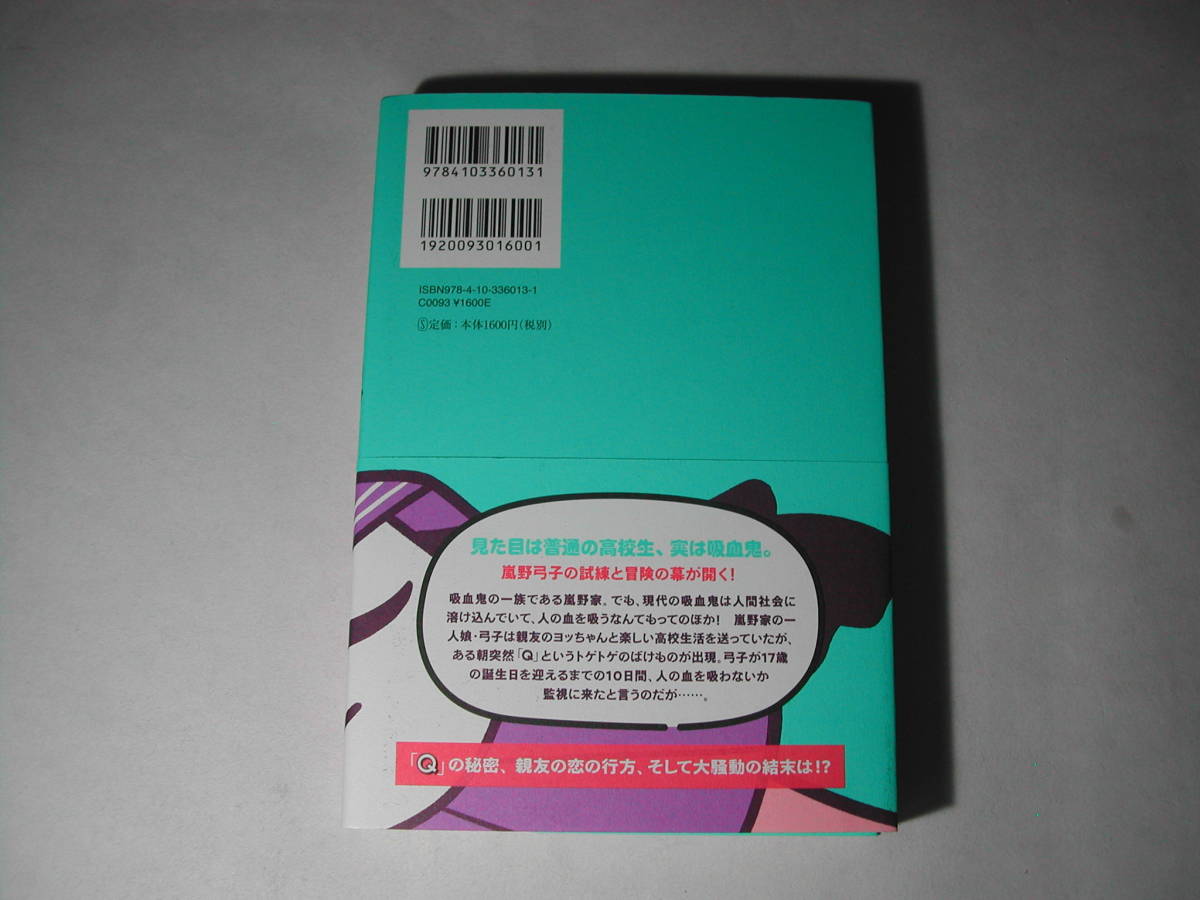 9784103360131
1920093016001
ISBN978-4-10-336013-1
C0093 ¥1600E
Ⓢ定価：本体1600円(税別)
見た目は普通の高校生、実は吸血鬼。
嵐野弓子の試練と冒険の幕が開く！
吸血鬼の一族である嵐野家。でも、現代の吸血鬼は人間社会に
溶け込んでいて、人の血を吸うなんてもってのほか！　嵐野家の一
人娘・弓子は親友のヨッちゃんと楽しい高校生活を送っていたが、
ある朝突然「Q」というトゲトゲのばけものが出現。弓子が17歳
の誕生日を迎えるまでの10日間、人の血を吸わないか
監視に来たと言うのだが……。
「Q」の秘密、親友の恋の行方、そして大騒動の結末は!?